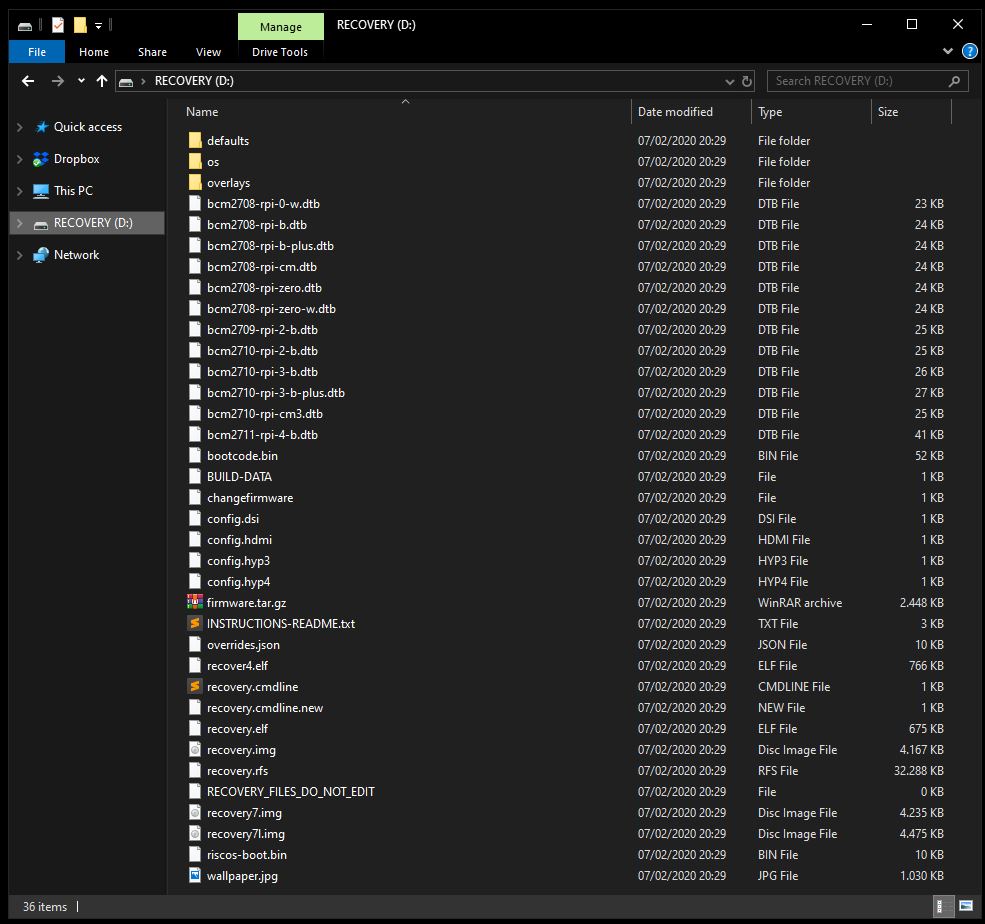 Manage RECOVERY (D:)
File Home Share View Drive Tools
RECOVERY (D:) Search RECOVERY (D:)
Quick access
Dropbox
This PC
RECOVERY (D:)
Network
Name Date modified Type Size
defaults 07/02/2020 20:29 File folder
os 07/02/2020 20:29 File folder
overlays 07/02/2020 20:29 File folder
bcm2708-rpi-0-w.dtb 07/02/2020 20:29 DTB File 23 KB
bcm2708-rpi-b.dtb 07/02/2020 20:29 DTB File 24 KB
bcm2708-rpi-b-plus.dtb 07/02/2020 20:29 DTB File 24 KB
bcm2708-rpi-cm.dtb 07/02/2020 20:29 DTB File 24 KB
bcm2708-rpi-zero.dtb 07/02/2020 20:29 DTB File 24 KB
bcm2708-rpi-zero-w.dtb 07/02/2020 20:29 DTB File 24 KB
bcm2709-rpi-2-b.dtb 07/02/2020 20:29 DTB File 25 KB
bcm2710-rpi-2-b.dtb 07/02/2020 20:29 DTB File 25 KB
bcm2710-rpi-3-b.dtb 07/02/2020 20:29 DTB File 26 KB
bcm2710-rpi-3-b-plus.dtb 07/02/2020 20:29 DTB File 27 KB
bcm2710-rpi-cm3.dtb 07/02/2020 20:29 DTB File 25 KB
bcm2711-rpi-4-b.dtb 07/02/2020 20:29 DTB File 41 KB
bootcode.bin 07/02/2020 20:29 BIN File 52 KB
BUILD-DATA 07/02/2020 20:29 File 1 KB
changefirmware 07/02/2020 20:29 File 1 KB
config.dsi 07/02/2020 20:29 DSI File 1 KB
config.hdmi 07/02/2020 20:29 HDMI File 1 KB
config.hyp3 07/02/2020 20:29 HYP3 File 1 KB
config.hyp4 07/02/2020 20:29 HYP4 File 1 KB
firmware.tar.gz 07/02/2020 20:29 WinRAR archive 2.448 KB
INSTRUCTIONS-README.txt 07/02/2020 20:29 TXT File 3 KB
overrides.json 07/02/2020 20:29 JSON File 10 KB
recover4.elf 07/02/2020 20:29 ELF File 766 KB
recovery.cmdline 07/02/2020 20:29 CMDLINE File 1 KB
recovery.cmdline.new 07/02/2020 20:29 NEW File 1 KB
recovery.elf 07/02/2020 20:29 ELF File 675 KB
recovery.img 07/02/2020 20:29 Disc Image File 4.167 KB
recovery.rfs 07/02/2020 20:29 RFS File 32.288 KB
RECOVERY_FILES_DO_NOT_EDIT 07/02/2020 20:29 File 0 KB
recovery7.img 07/02/2020 20:29 Disc Image File 4.235 KB
recovery7l.img 07/02/2020 20:29 Disc Image File 4.475 KB
riscos-boot.bin 07/02/2020 20:29 BIN File 10 KB
wallpaper.jpg 07/02/2020 20:29 JPG File 1.030 KB
36 items